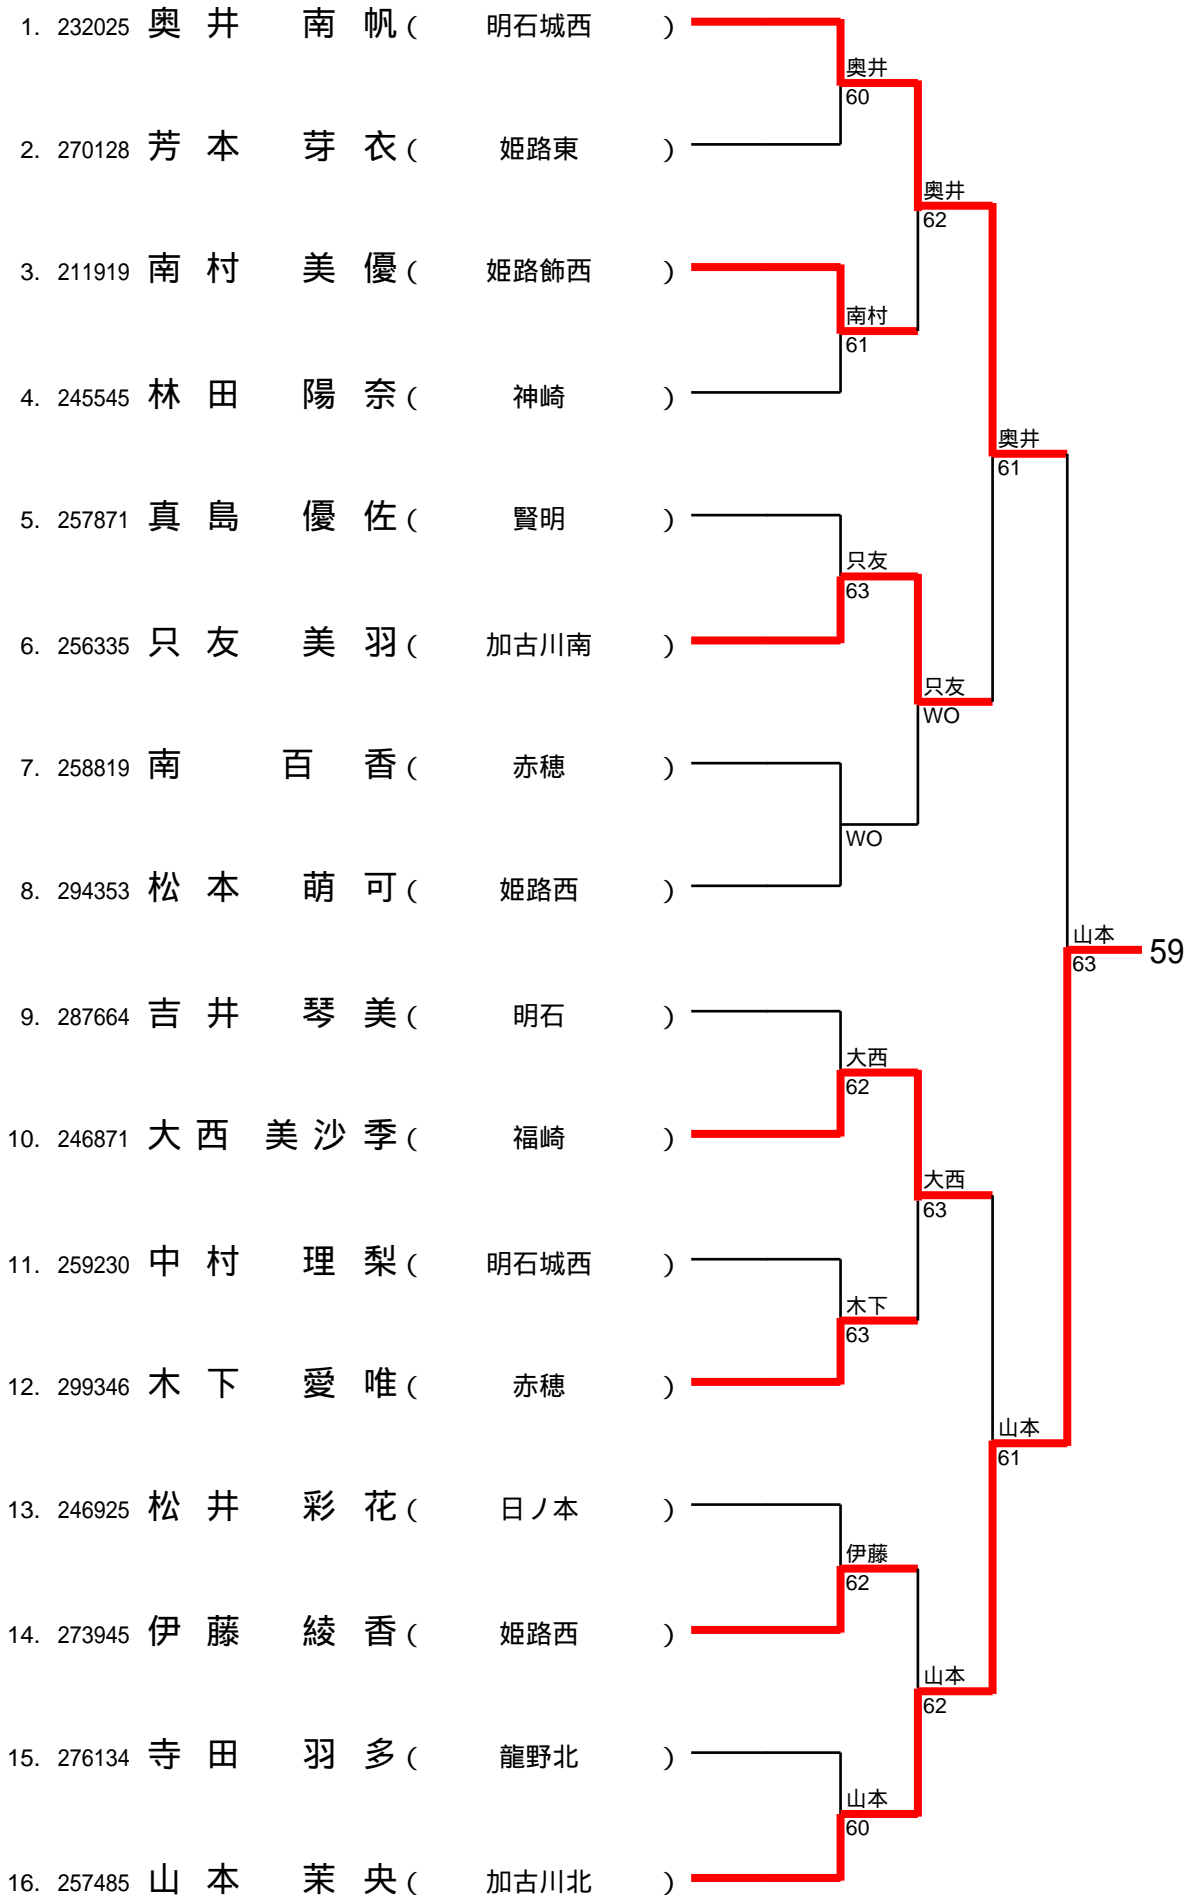 1. 232025 奥井 南帆 ( 明石城西 )
奥井
60
2. 270128 芳本 芽衣 ( 姫路東 )
奥井
62
3. 211919 南村 美優 ( 姫路飾西 )
南村
61
4. 245545 林田 陽奈 ( 神崎 )
奥井
61
5. 257871 真島 優佐 ( 賢明 )
只友
63
6. 256335 只友 美羽 ( 加古川南 )
只友
WO
7. 258819 南 百香 ( 赤穂 )
WO
8. 294353 松本 萌可 ( 姫路西 )
山本
63
59
9. 287664 吉井 琴美 ( 明石 )
大西
62
10. 246871 大西 美沙季 ( 福崎 )
大西
63
11. 259230 中村 理梨 ( 明石城西 )
木下
63
12. 299346 木下 愛唯 ( 赤穂 )
山本
61
13. 246925 松井 彩花 ( 日ノ本 )
伊藤
62
14. 273945 伊藤 綾香 ( 姫路西 )
山本
62
15. 276134 寺田 羽多 ( 龍野北 )
山本
60
16. 257485 山本 茉央 ( 加古川北 )